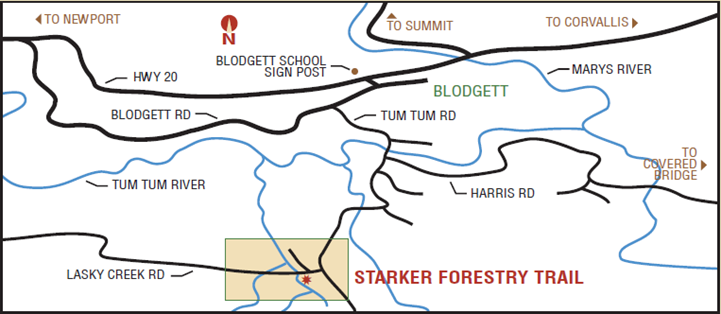 TO NEWPORT
N
TO SUMMIT
TO CORVALLIS
BLODGETT SCHOOL
SIGN POST
HWY 20
MARYS RIVER
BLODGETT
BLODGETT RD
TUM TUM RD
TO
COVERED
BRIDGE
TUM TUM RIVER
HARRIS RD
LASKY CREEK RD
STARKER FORESTRY TRAIL